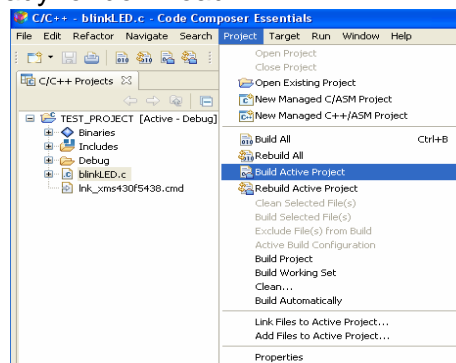 C/C++ - blinkLED.c - Code Composer Essentials
File Edit Refactor Navigate Search Project Target Run Window Help
C/C++ Projects
TEST_PROJECT [Active - Debug]
Binaries
Includes
Debug
blinkLED.c
lnk_xms430f5438.cmd
Open Project
Close Project
Open Existing Project
New Managed C/ASM Project
New Managed C++/ASM Project
Build All Ctrl+B
Rebuild All
Build Active Project
Rebuild Active Project
Clean Selected File(s)
Build Selected File(s)
Exclude File(s) from Build
Active Build Configuration
Build Project
Build Working Set
Clean...
Build Automatically
Link Files to Active Project...
Add Files to Active Project...
Properties